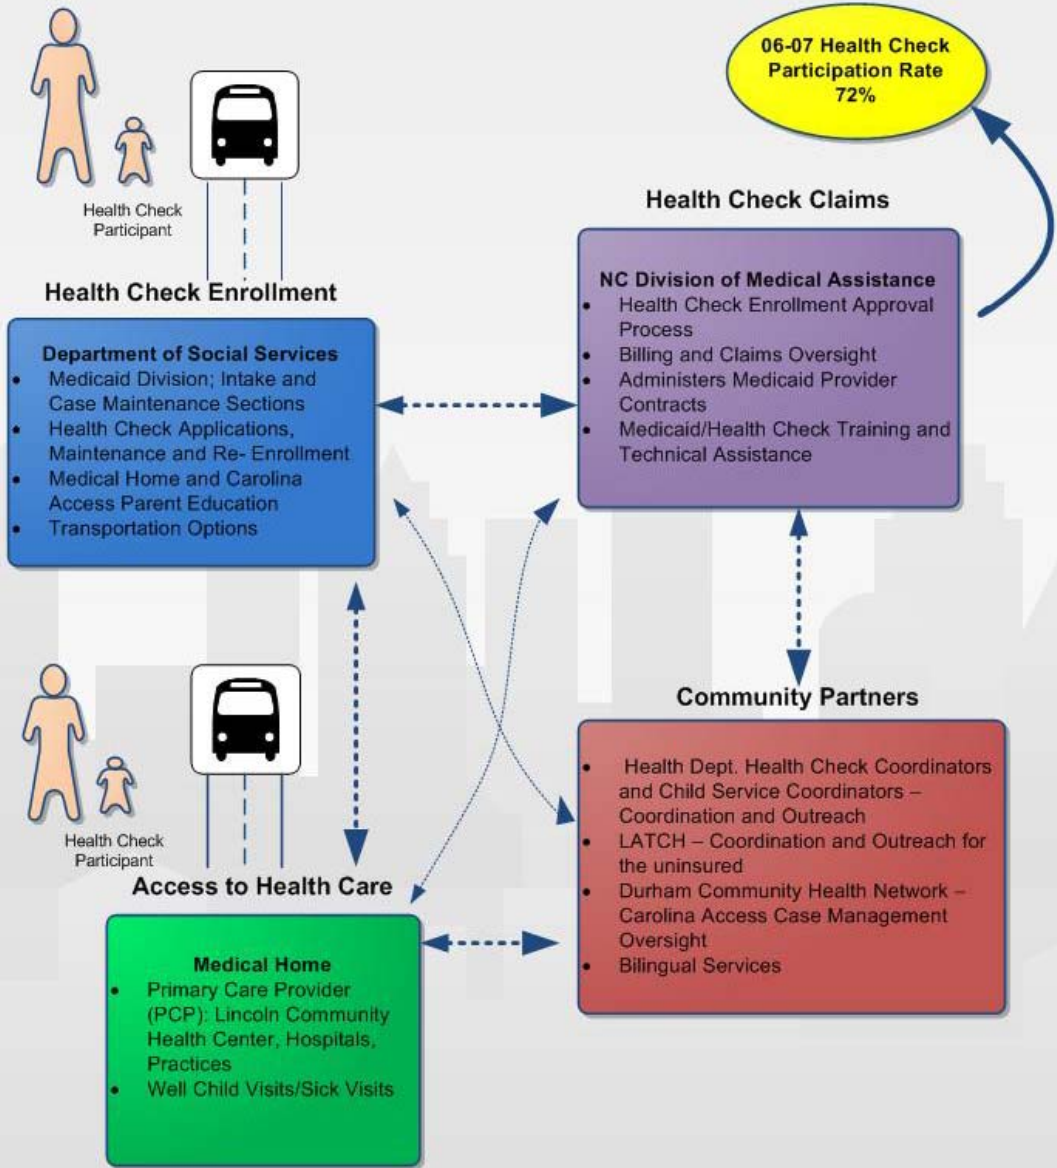 06-07 Health Check
Participation Rate
72%
Health Check
Participant
Health Check Claims
Health Check Enrollment
NC Division of Medical Assistance
• Health Check Enrollment Approval
Process
• Billing and Claims Oversight
• Administers Medicaid Provider
Contracts
• Medicaid/Health Check Training and
Technical Assistance
Department of Social Services
• Medicaid Division; Intake and
Case Maintenance Sections
• Health Check Applications,
Maintenance and Re- Enrollment
• Medical Home and Carolina
Access Parent Education
• Transportation Options
Community Partners
• Health Dept. Health Check Coordinators
and Child Service Coordinators –
Coordination and Outreach
• LATCH – Coordination and Outreach for
the uninsured
• Durham Community Health Network –
Carolina Access Case Management
Oversight
• Bilingual Services
Health Check
Participant
Access to Health Care
Medical Home
• Primary Care Provider
(PCP): Lincoln Community
Health Center, Hospitals,
Practices
• Well Child Visits/Sick Visits